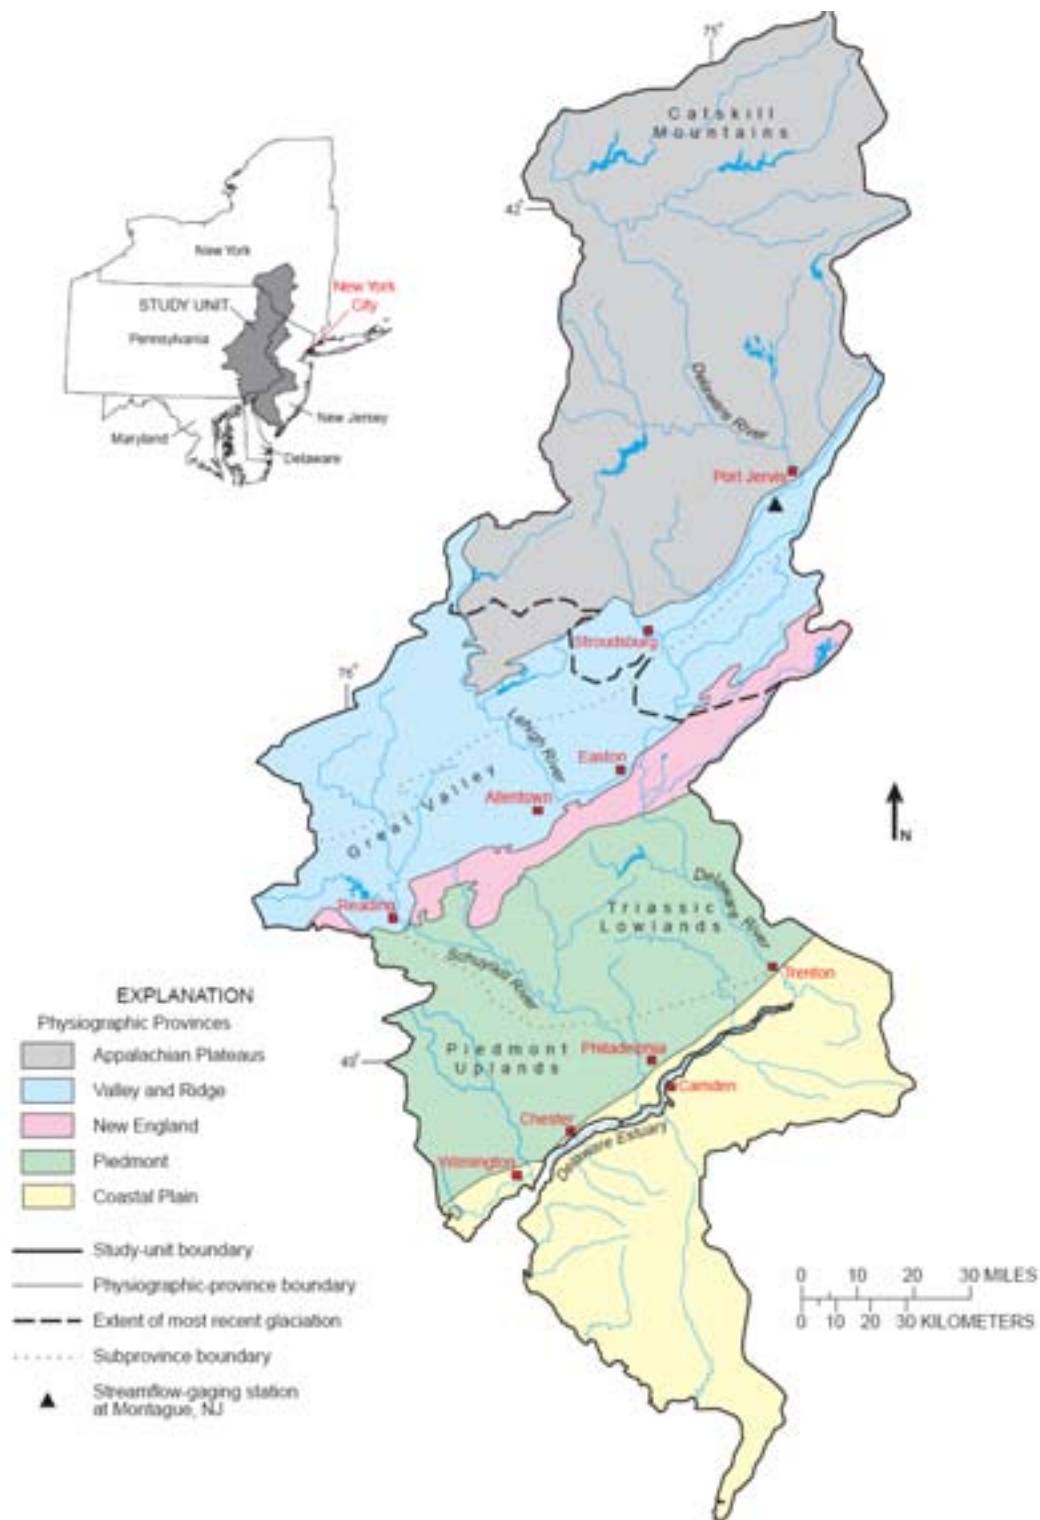 75°
Catskill
Mountains
42°
New York
STUDY UNIT
New York
City
Pennsylvania
New Jersey
Maryland
Delaware
Delaware River
Port Jervis
Stroudsburg
76°
Lehigh River
Easton
Great Valley
Allentown
N
Reading
Delaware River
Triassic
Lowlands
Schuylkill River
Trenton
Piedmont
Uplands
Philadelphia
40°
Camden
Chester
Delaware Estuary
Wilmington
EXPLANATION
Physiographic Provinces
Appalachian Plateaus
Valley and Ridge
New England
Piedmont
Coastal Plain
Study-unit boundary
Physiographic-province boundary
Extent of most recent glaciation
Subprovince boundary
Streamflow-gaging station
at Montague, NJ
0 10 20 30 MILES
0 10 20 30 KILOMETERS